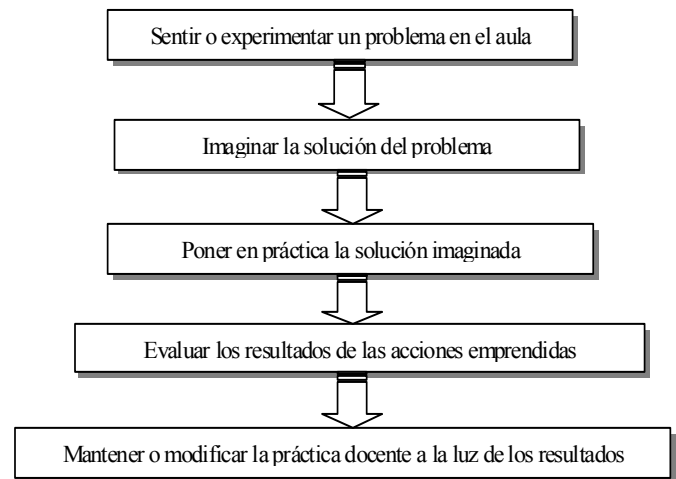 Sentir o experimentar un problema en el aula
Imaginar la solución del problema
Poner en práctica la solución imaginada
Evaluar los resultados de las acciones emprendidas
Mantener o modificar la práctica docente a la luz de los resultados